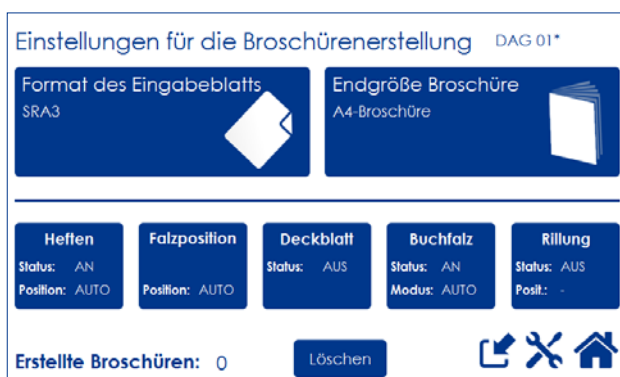 Einstellungen für die Broschürenerstellung DAG 01*
Format des Eingabeblatts
SRA3
Endgröße Broschüre
A4-Broschüre
Heften
Status: AN
Position: AUTO
Falzposition
Position: AUTO
Deckblatt
Status: AUS
Buchfalz
Status: AN
Modus: AUTO
Rillung
Status: AUS
Posit.: -
Erstellte Broschüren: 0
Löschen